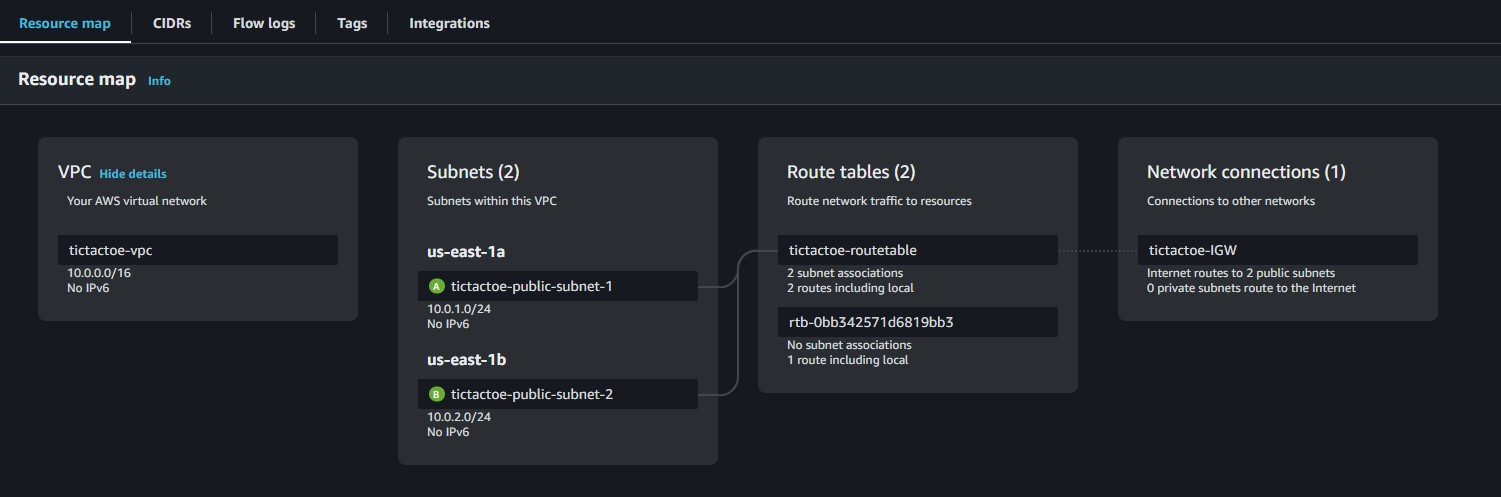 Resource map
CIDRs
Flow logs
Tags
Integrations
Resource map Info
VPC Hide details
Your AWS virtual network
tictactoe-vpc
10.0.0.0/16
No IPv6
Subnets (2)
Subnets within this VPC
us-east-1a
A tictactoe-public-subnet-1
10.0.1.0/24
No IPv6
us-east-1b
B tictactoe-public-subnet-2
10.0.2.0/24
No IPv6
Route tables (2)
Route network traffic to resources
tictactoe-routetable
2 subnet associations
2 routes including local
rtb-0bb342571d6819bb3
No subnet associations
1 route including local
Network connections (1)
Connections to other networks
tictactoe-IGW
Internet routes to 2 public subnets
0 private subnets route to the Internet